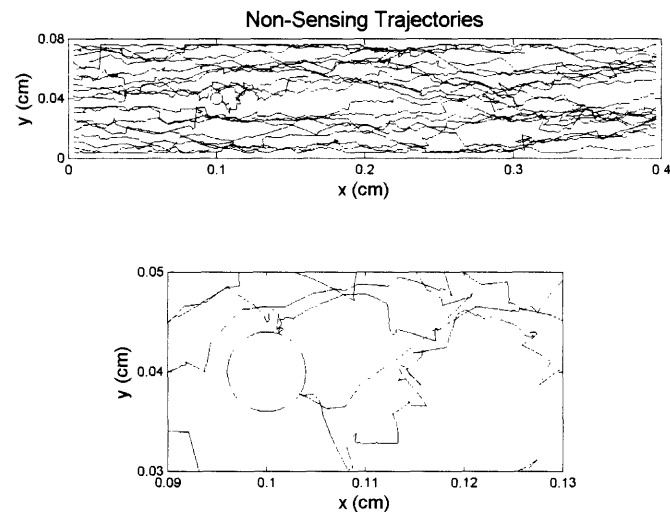 Non-Sensing Trajectories
0.08
0.04
0
y (cm)
0 0.1 0.2 0.3 0 4
x (cm)
0.05
0.04
0.03
y (cm)
0.09 0.1 0.11 0.12 0.13
x (cm)